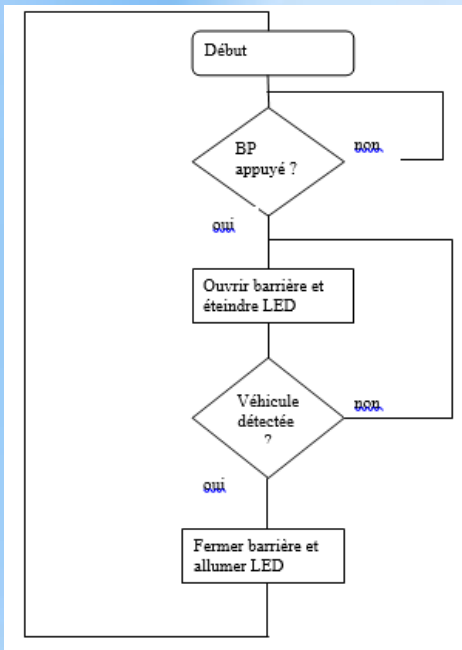 Début
BP
appuyé ?
non
oui
Ouvrir barrière et
éteindre LED
Véhicule
détectée
?
non
oui
Fermer barrière et
allumer LED